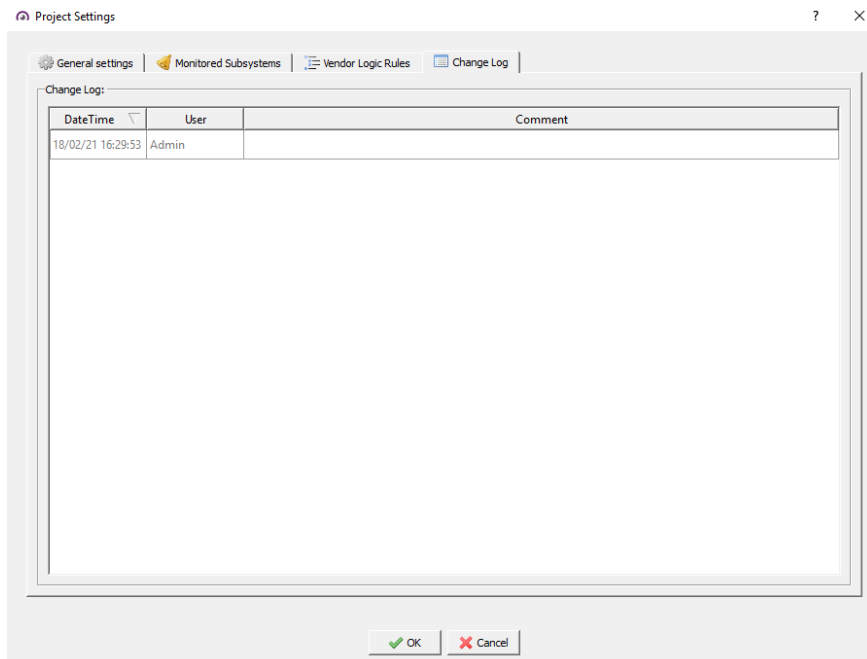 Project Settings ?
General settings Monitored Subsystems Vendor Logic Rules Change Log
Change Log:
DateTime User Comment
18/02/21 16:29:53 Admin
OK Cancel